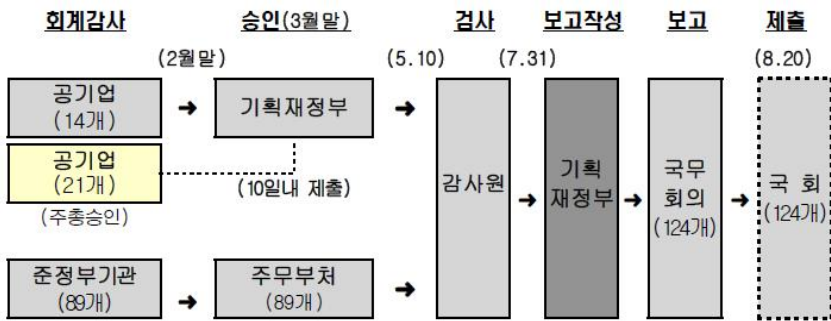 회계감사 승인(3월말) 검사 보고작성 보고 제출
(2월말) (5.10) (7.31) (8.20)
공기업
(14개)
➜
기획재정부
➜
공기업
(21개)
(주총승인)
(10일내 제출)
준정부기관
(89개)
➜
주무부처
(89개)
➜
감사원
➜
기획
재정부
➜
국무
회의
(124개)
➜
국 회
(124개)